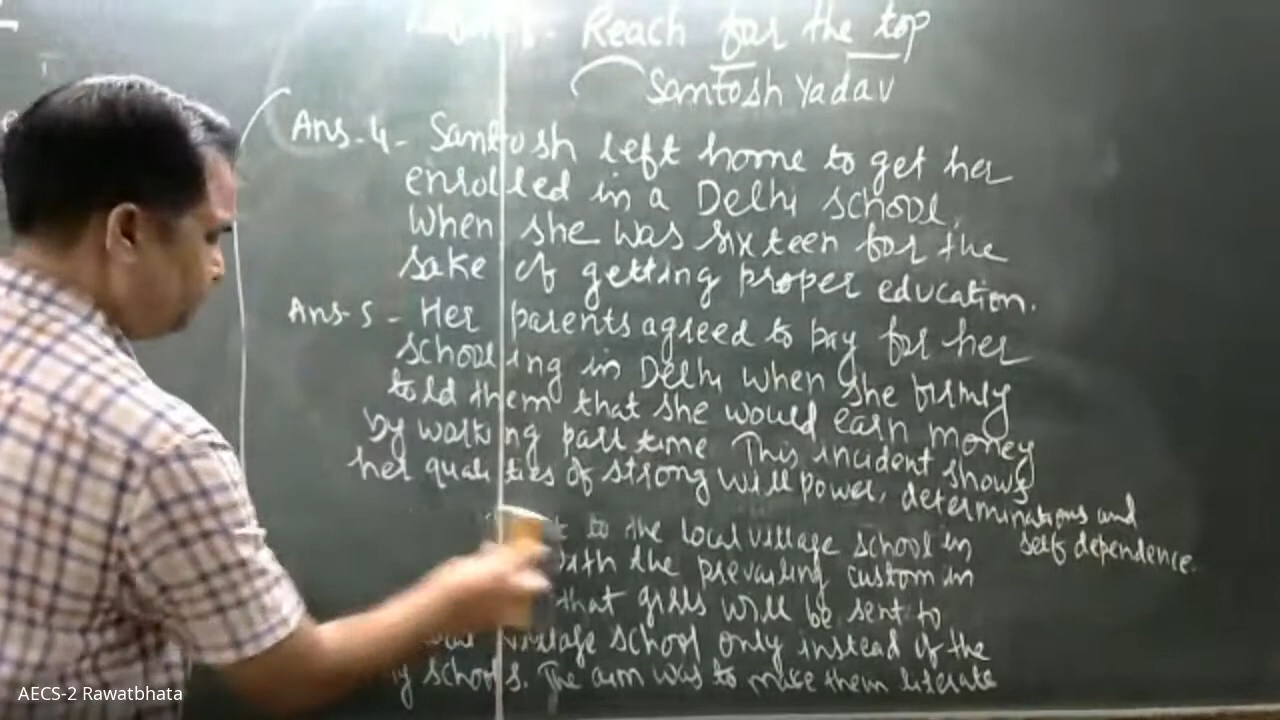 Reach for the top
Santosh Yadav
Ans-4- Santosh left home to get her
enrolled in a Delhi school,
when she was sixteen for the
sake of getting proper education.
Ans-5- Her parents agreed to pay for her
schooling in Delhi when she firmly
told them that she would earn money
by working part time This incident shows
her qualities of strong will power, determinations and
self dependence.
to the local village school in
with the prevailing custom in
that girls will be sent to
village school only instead of the
schools. The aim was to make them literate
AECS-2 Rawatbhata